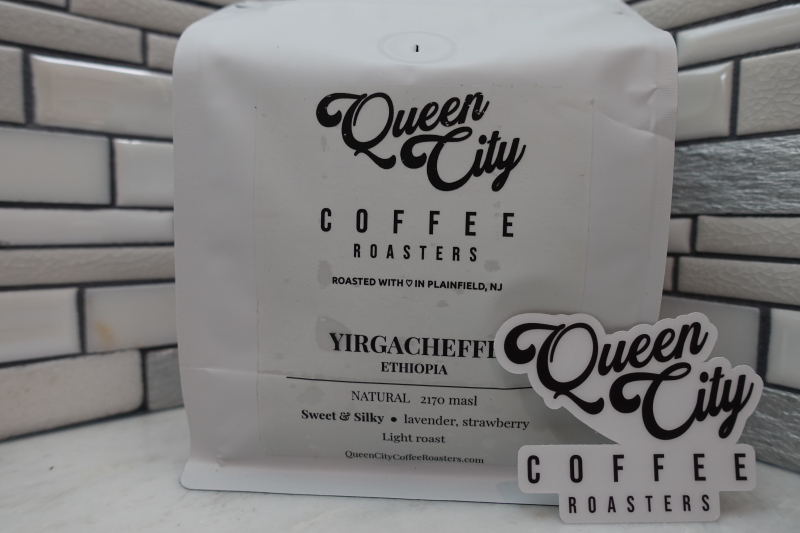 Queen
City
COFFEE
ROASTERS
ROASTED WITH ♡ IN PLAINFIELD, NJ
YIRGACHEFFE
ETHIOPIA
NATURAL 2170 masl
Sweet & Silky ● lavender, strawberry
Light roast
QueenCityCoffeeRoasters.com
Queen
City
COFFEE
ROASTERS